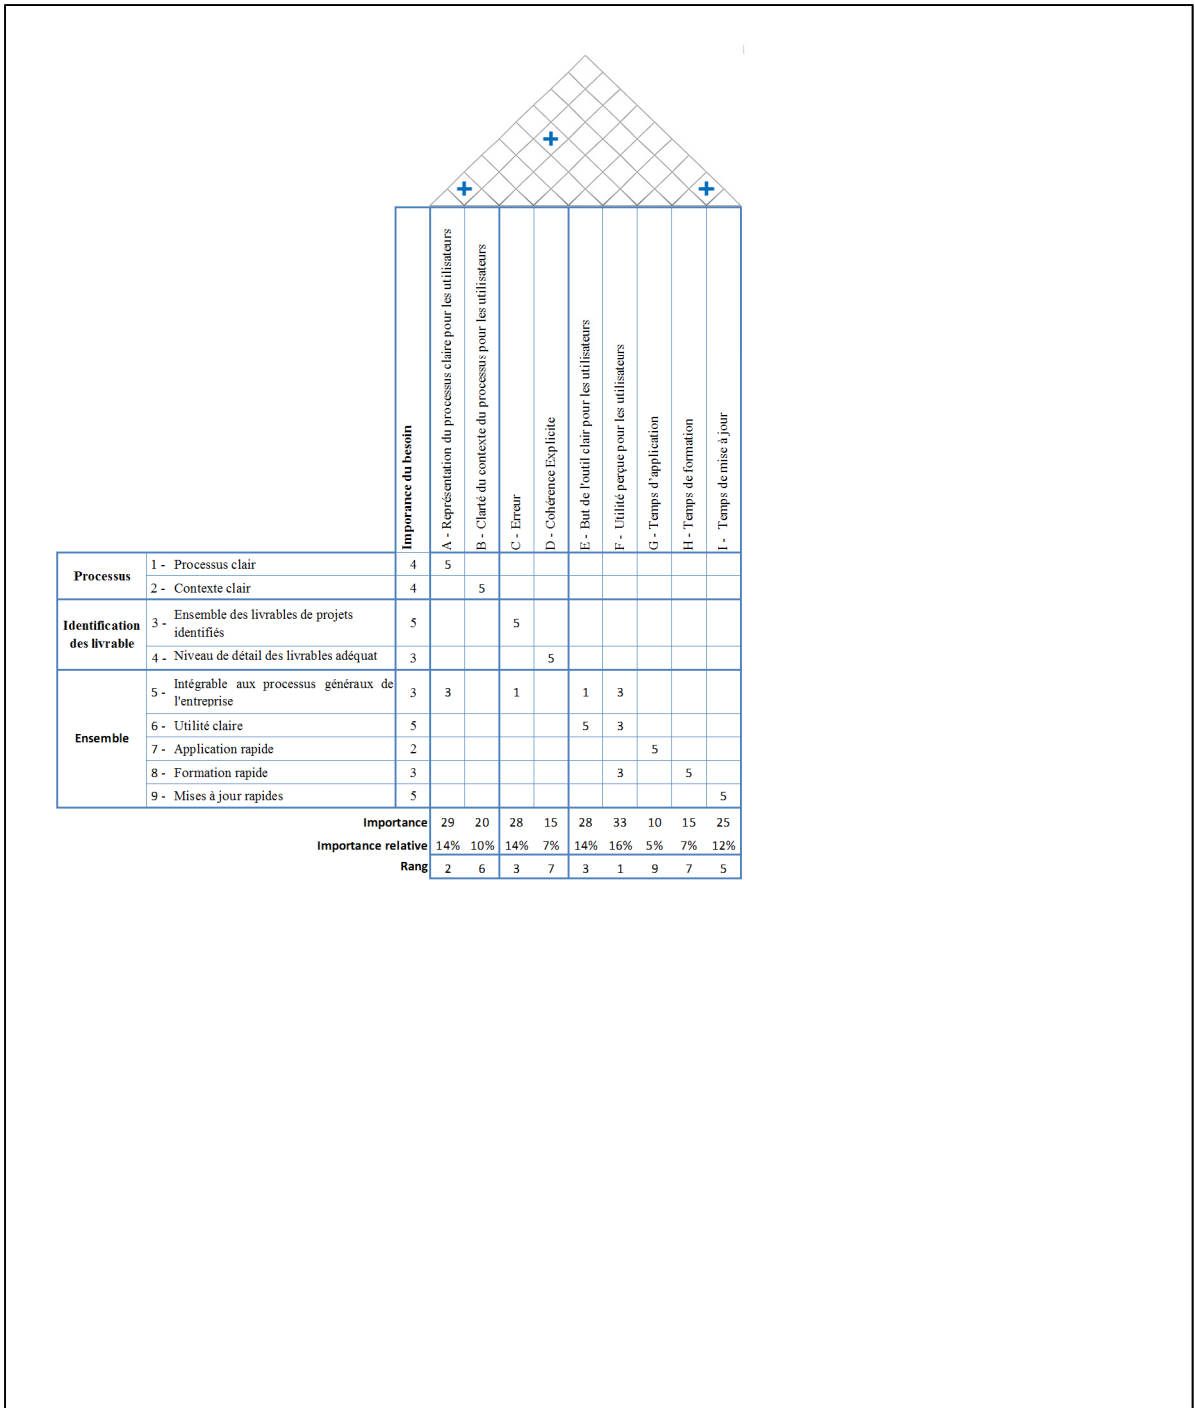 +
+
+
Imporance du besoin
A - Représentation du processus claire pour les utilisateurs
B - Clarté du contexte du processus pour les utilisateurs
C - Erreur
D - Cohérence Explicite
E - But de l'outil clair pour les utilisateurs
F - Utilité perçue pour les utilisateurs
G - Temps d'application
H - Temps de formation
I - Temps de mise à jour
Processus
1 - Processus clair 4 5
2 - Contexte clair 4 5
Identification
des livrable
3 - Ensemble des livrables de projets
identifiés 5 5
4 - Niveau de détail des livrables adéquat 3 5
Ensemble
5 - Intégrable aux processus généraux de
l'entreprise 3 3 1 1 3
6 - Utilité claire 5 5 3
7 - Application rapide 2 5
8 - Formation rapide 3 3 5
9 - Mises à jour rapides 5 5
Importance 29 20 28 15 28 33 10 15 25
Importance relative 14% 10% 14% 7% 14% 16% 5% 7% 12%
Rang 2 6 3 7 3 1 9 7 5